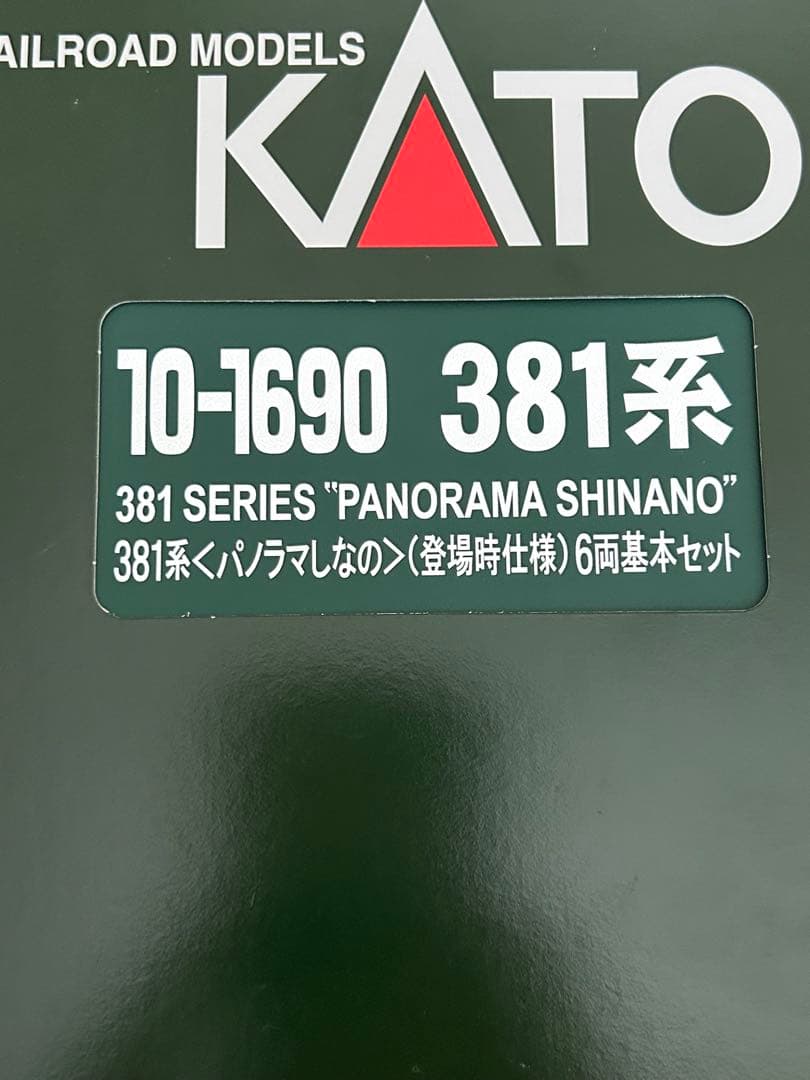 AILROAD MODELS
KATO
10-1690 381系
381 SERIES "PANORAMA SHINANO"
381系<パノラマしなの>(登場時仕様)6両基本セット